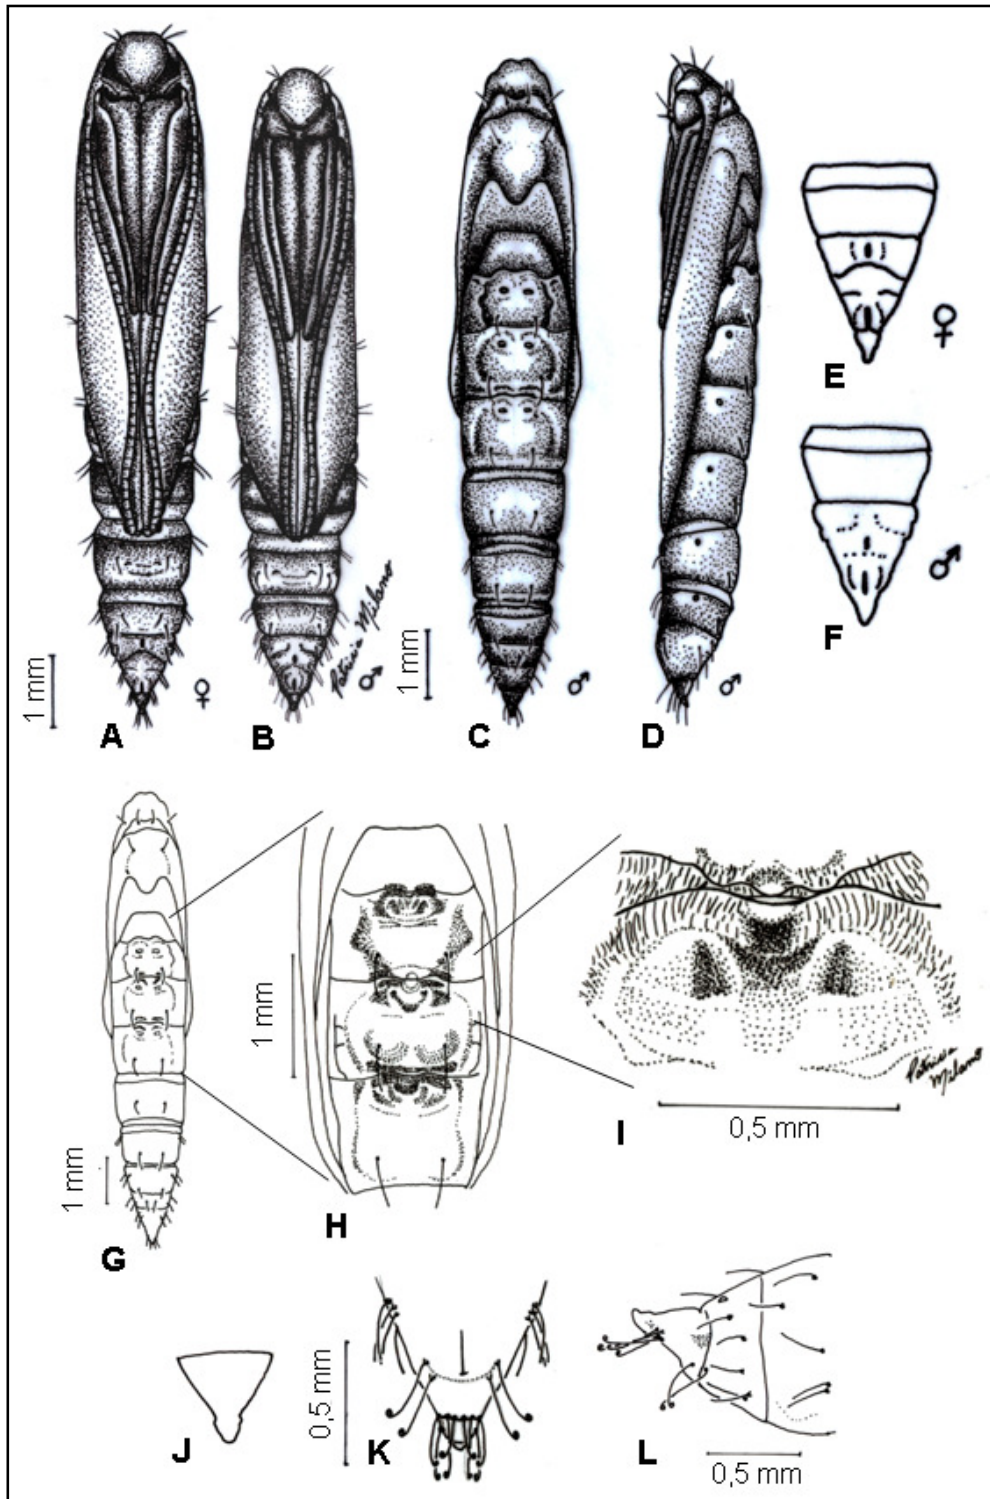 ♀
E
♂
F
Patricia Milano
1 mm
♀
♂
1 mm
♂
♂
A
B
C
D
1 mm
1 mm
Patricia
Milano
I
0,5 mm
G
H
J
0,5 mm
K
L
0,5 mm